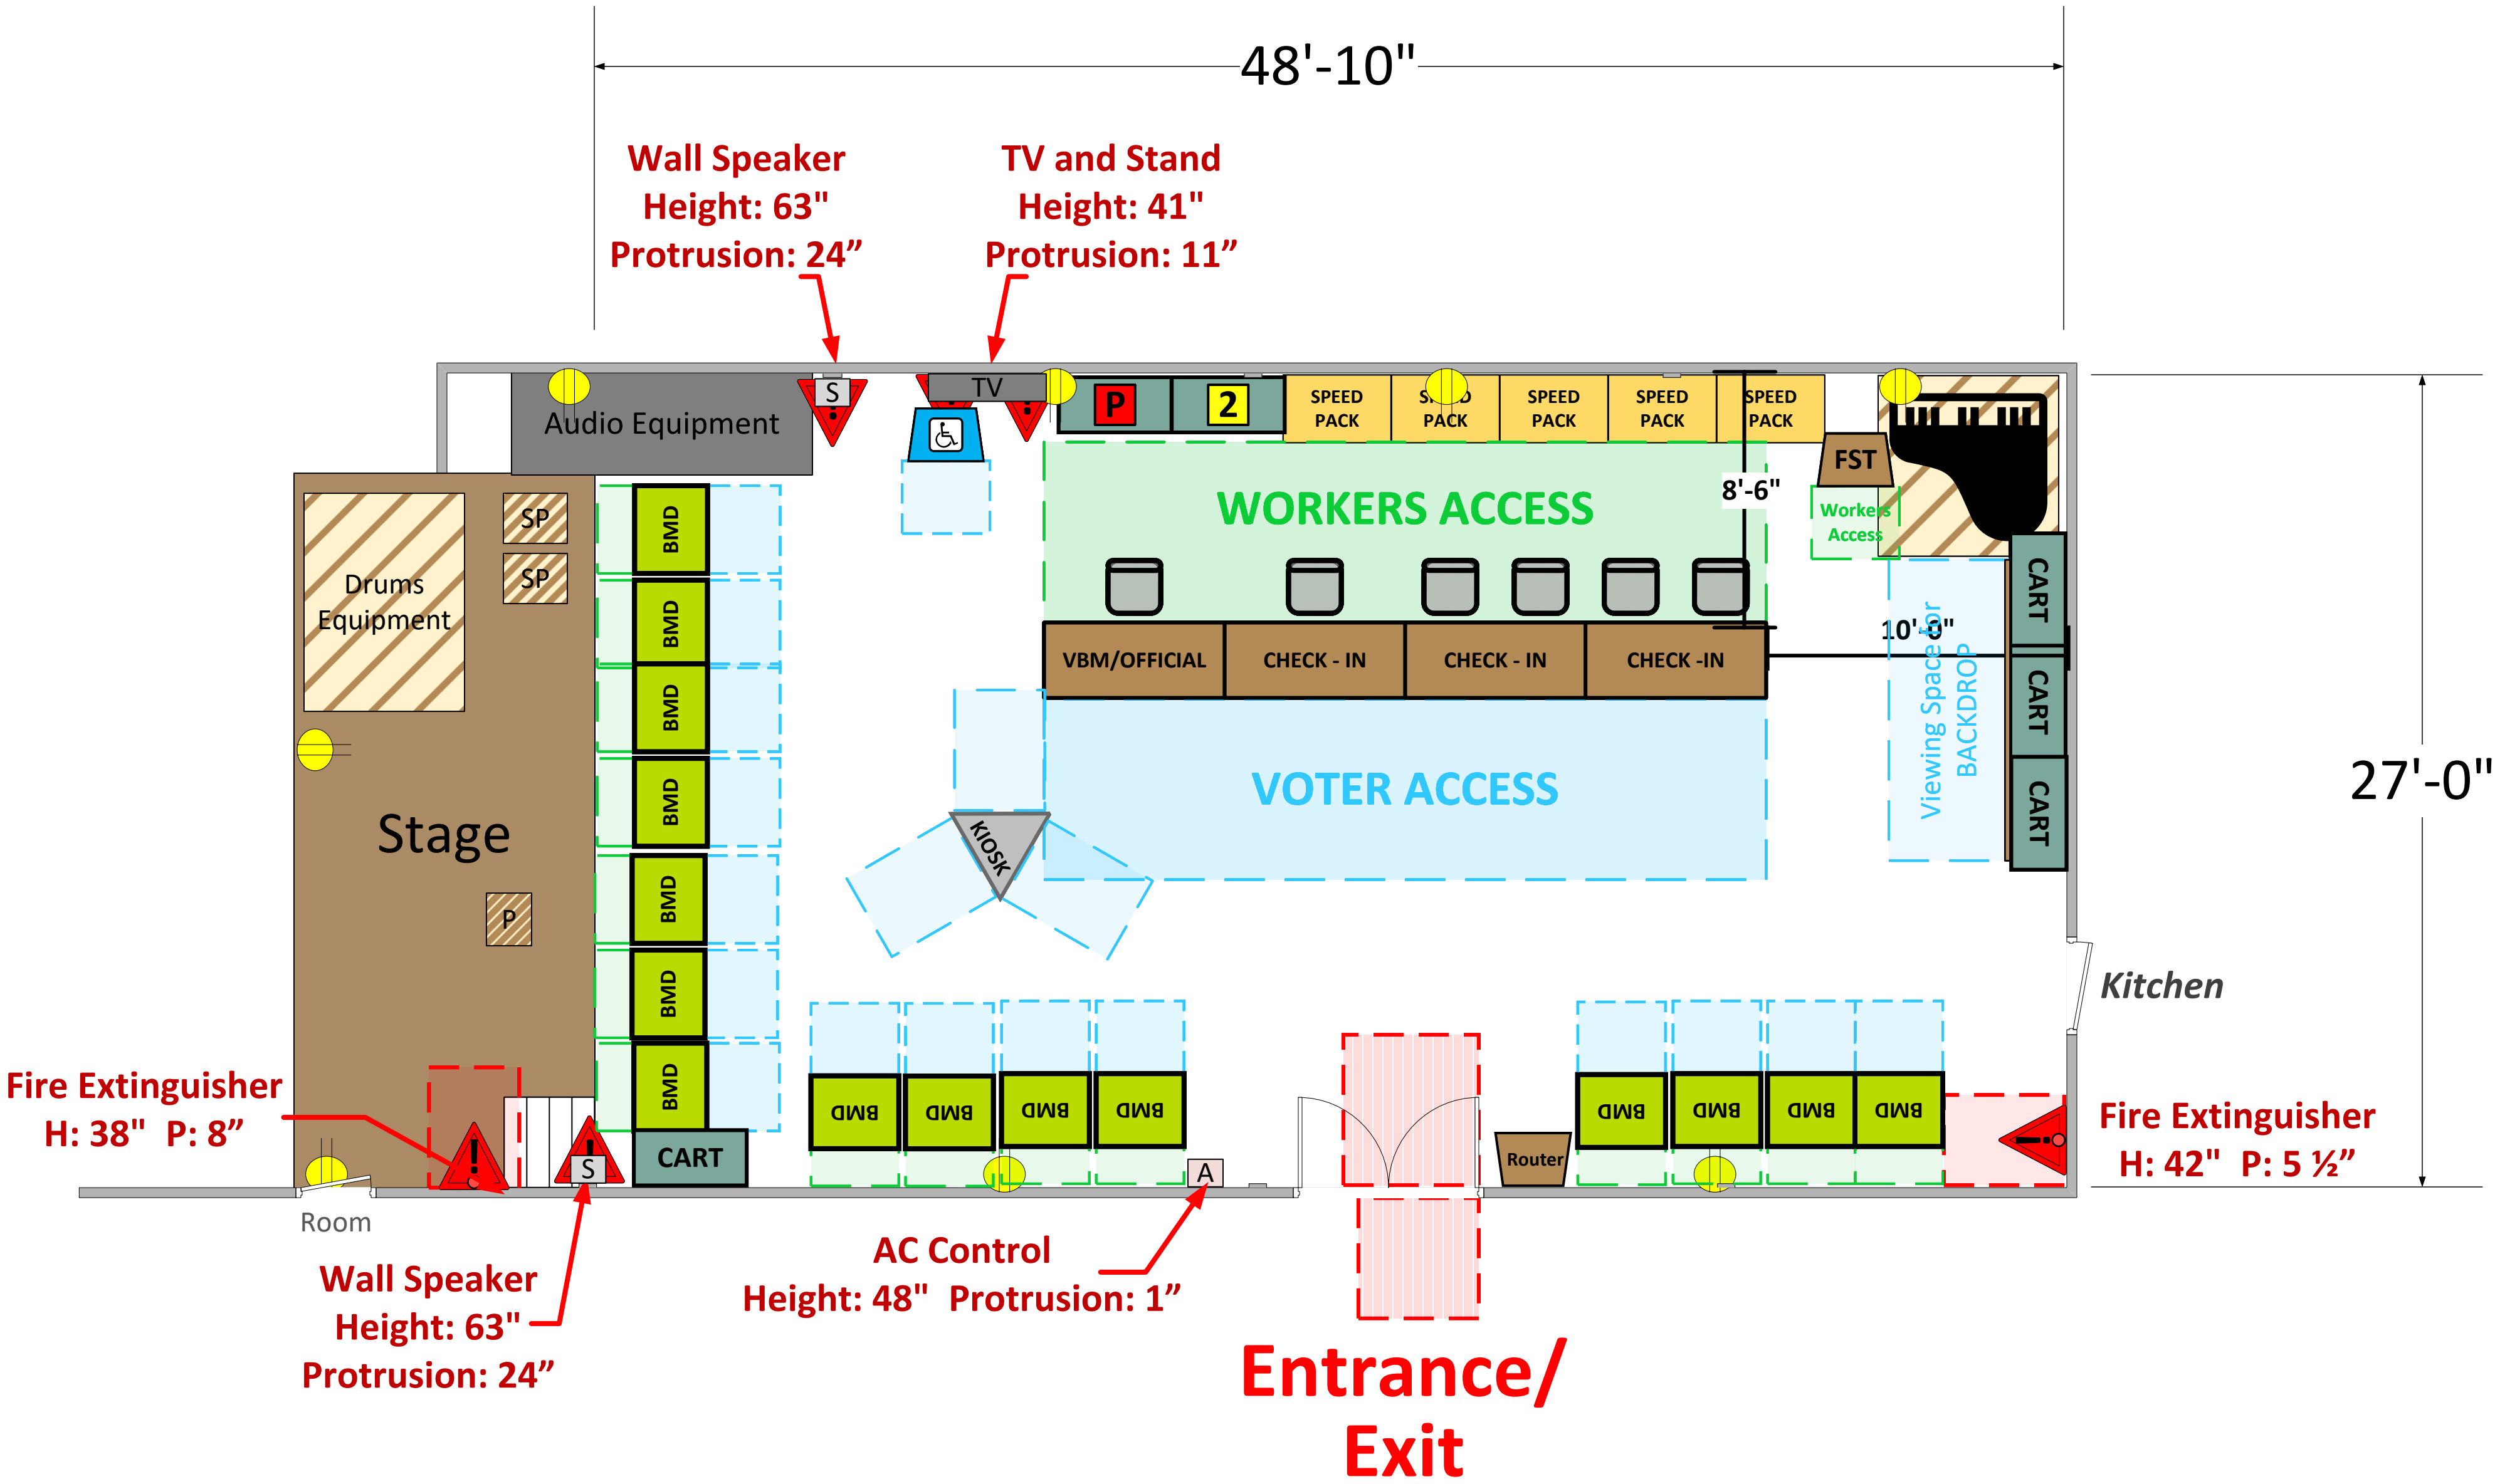 48'-10"
Wall Speaker
Height: 63"
Protrusion: 24”
TV and Stand
Height: 41"
Protrusion: 11”
S
TV
P
2
SPEED
PACK
SPEED
PACK
SPEED
PACK
SPEED
PACK
SPEED
PACK
Audio Equipment
FST
Workers
Access
8'-6"
WORKERS ACCESS
SP
SP
Drums
Equipment
BMD
BMD
BMD
BMD
BMD
BMD
BMD
VBM/OFFICIAL
CHECK - IN
CHECK - IN
CHECK -IN
10'-0"
Viewing Space for
BACKDROP
CART
CART
CART
27'-0"
VOTER ACCESS
KIOSK
Stage
P
Kitchen
Fire Extinguisher
H: 38"  P: 8”
S
CART
BMD
BMD
BMD
BMD
A
Router
BMD
BMD
BMD
BMD
Fire Extinguisher
H: 42"  P: 5 ½”
Room
Wall Speaker
Height: 63"
Protrusion: 24”
AC Control
Height: 48"  Protrusion: 1”
Entrance/
Exit